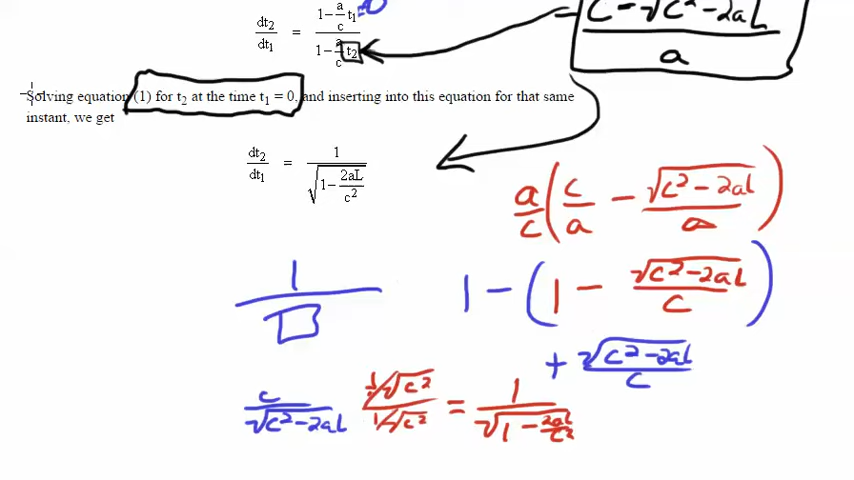 dt₂/dt₁ = (1 - a/c t₁)/(1 - a/c t₂) = 0
= (c - √(c² - 2aL))/a
Solving equation (1) for t₂ at the time t₁ = 0, and inserting into this equation for that same
instant, we get
dt₂/dt₁ = 1/√(1 - 2aL/c²)
a/c (c/a - √(c² - 2aL)/a)
1/□
1 - (1 - √(c² - 2aL)/c)
+ √(c² - 2aL)/c
c/√(c² - 2aL) (1/√c²)/(1/√c²) = 1/√(1 - 2aL/c²)